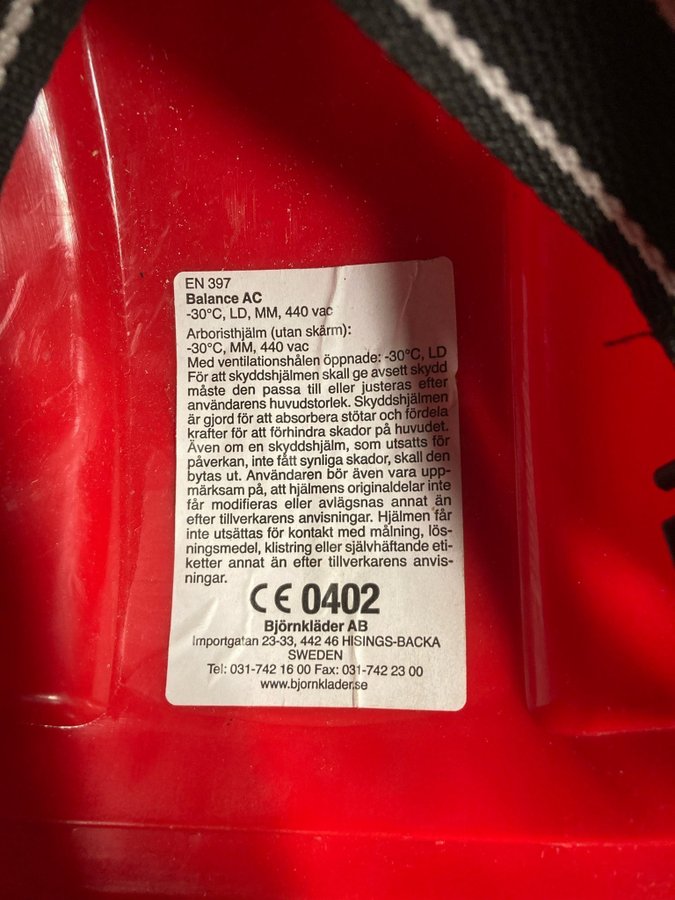 EN 397
Balance AC
-30°C, LD, MM, 440 vac
Arboristhjälm (utan skärm):
-30°C, MM, 440 vac
Med ventilationshålen öppnade: -30°C, LD
För att skyddshjälmen skall ge avsett skydd
måste den passa till eller justeras efter
användarens huvudstorlek. Skyddshjälmen
är gjord för att absorbera stötar och fördela
krafter för att förhindra skador på huvudet.
Även om en skyddshjälm, som utsatts för
påverkan, inte fått synliga skador, skall den
bytas ut. Användaren bör även vara upp-
märksam på, att hjälmens originaldelar inte
får modifieras eller avlägsnas annat än
efter tillverkarens anvisningar. Hjälmen får
inte utsättas för kontakt med målning, lös-
ningsmedel, klistring eller självhäftande eti-
ketter annat än efter tillverkarens anvis-
ningar.
CE 0402
Björnkläder AB
Importgatan 23-33, 442 46 HISINGS-BACKA
SWEDEN
Tel: 031-742 16 00 Fax: 031-742 23 00
www.bjornklader.se